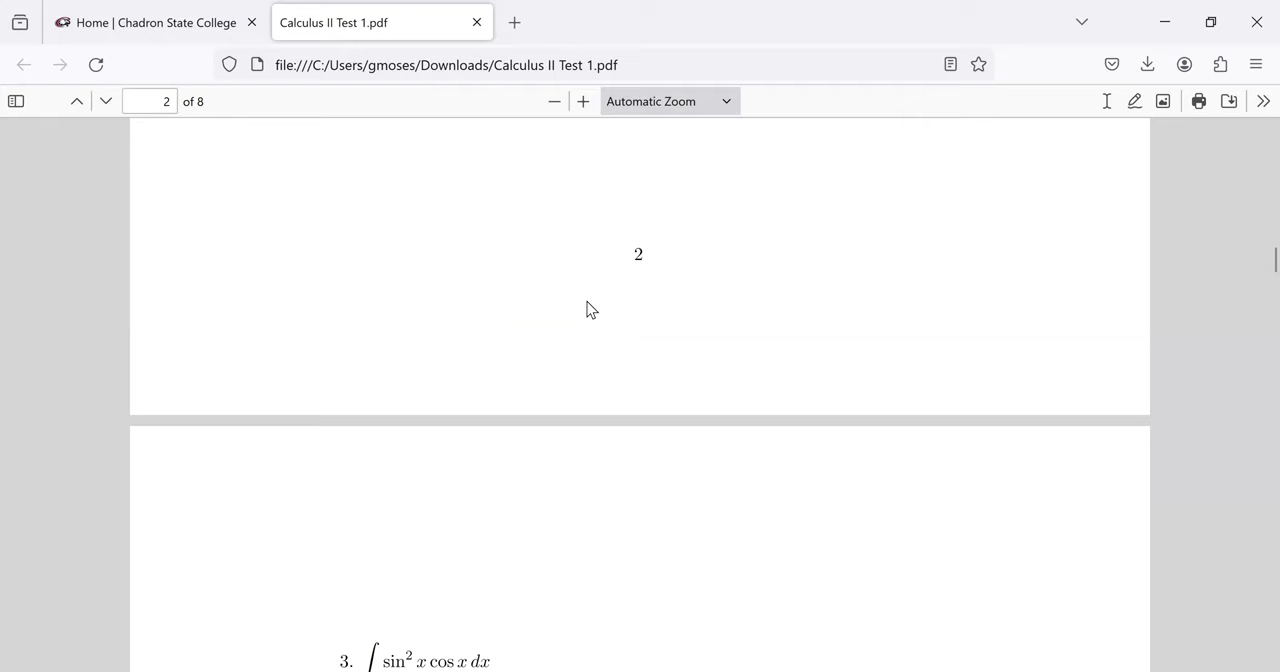 Home | Chadron State College
Calculus II Test 1.pdf
file:///C:/Users/gmoses/Downloads/Calculus II Test 1.pdf
2 of 8
Automatic Zoom
2
3. ∫ sin² x cos x dx